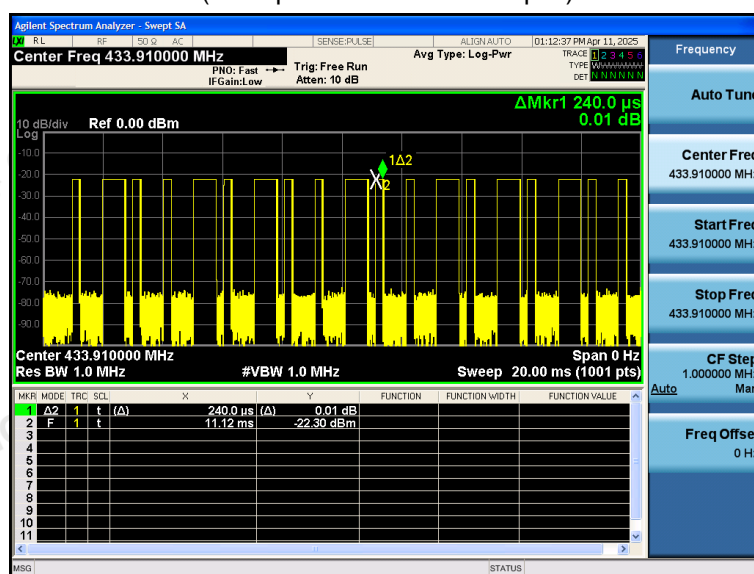 Agilent Spectrum Analyzer - Swept SA
LXI RL RF 50 Ω AC SENSE:PULSE ALIGN AUTO 01:12:37 PM Apr 11, 2025
Center Freq 433.910000 MHz Avg Type: Log-Pwr TRACE 1 2 3 4 5 6
PNO: Fast Trig: Free Run TYPE WWWWWW
IFGain:Low Atten: 10 dB DET N N N N N N
ΔMkr1 240.0 µs
0.01 dB
10 dB/div Ref 0.00 dBm
Log
-10.0
-20.0
-30.0
-40.0
-50.0
-60.0
-70.0
-80.0
-90.0
1Δ2
2
Center 433.910000 MHz Span 0 Hz
Res BW 1.0 MHz #VBW 1.0 MHz Sweep 20.00 ms (1001 pts)
MKR MODE TRC SCL X Y FUNCTION FUNCTION WIDTH FUNCTION VALUE
1 Δ2 1 t (Δ) 240.0 µs (Δ) 0.01 dB
2 F 1 t 11.12 ms -22.30 dBm
3
4
5
6
7
8
9
10
11
MSG STATUS
Frequency
Auto Tune
Center Freq
433.910000 MHz
Start Freq
433.910000 MHz
Stop Freq
433.910000 MHz
CF Step
1.000000 MHz
Auto Man
Freq Offset
0 Hz